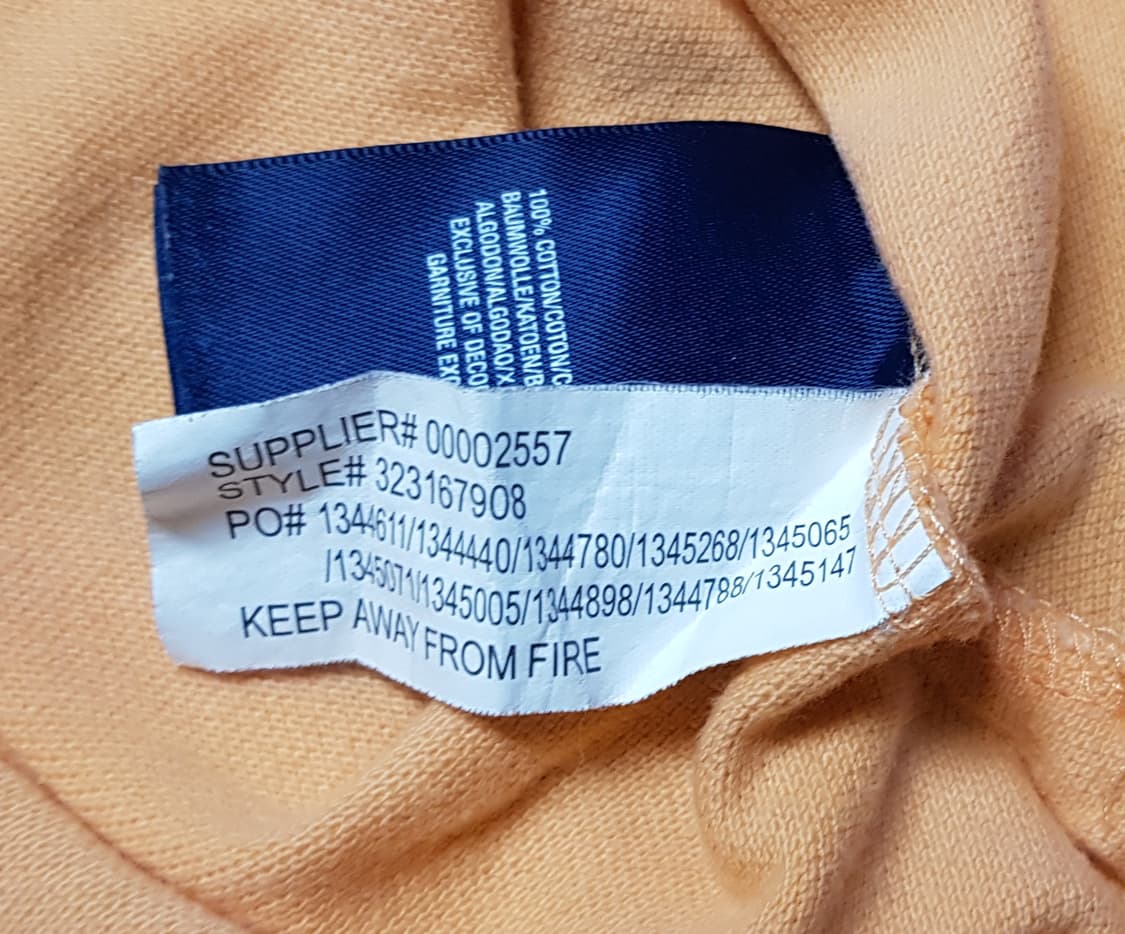 100% COTTON/COTON/C
BAUMWOLLE/KATOEN/B
ALGODON/ALGODAO/X
EXCLUSIVE OF DECO
GARNITURE EXC
SUPPLIER# 00002557
STYLE# 323167908
PO# 1344611/1344440/1344780/1345268/1345065
/1345071/1345005/1344898/1344788/1345147
KEEP AWAY FROM FIRE